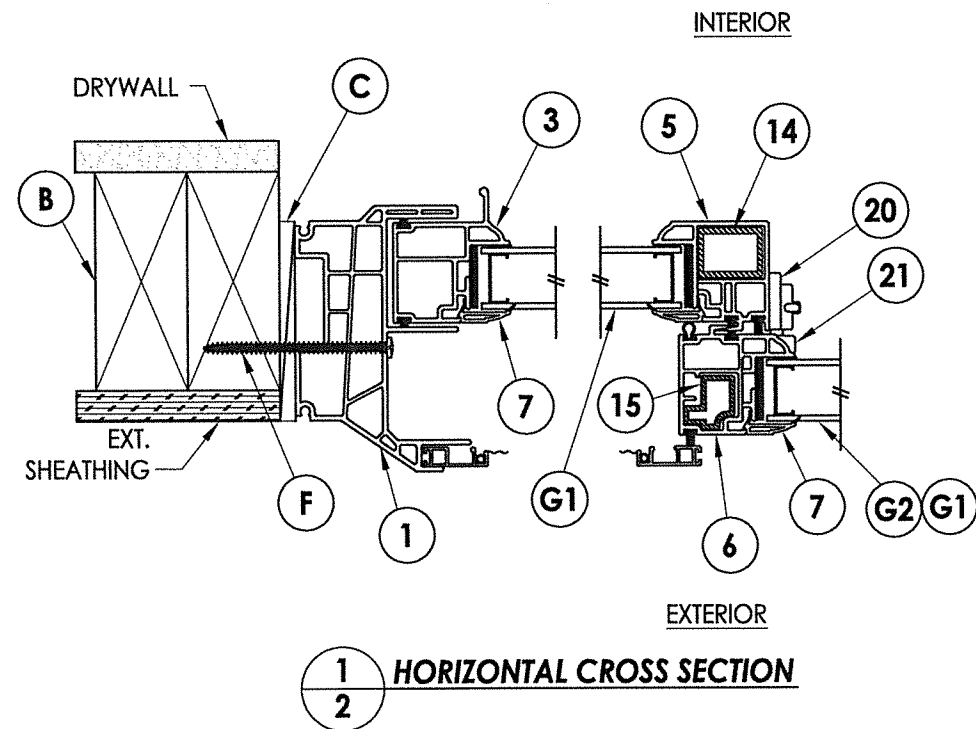 INTERIOR
DRYWALL
C
3
5
14
B
20
21
7
15
EXT.
SHEATHING
F
1
G1
6
7
G2
G1
EXTERIOR
1
2
HORIZONTAL CROSS SECTION